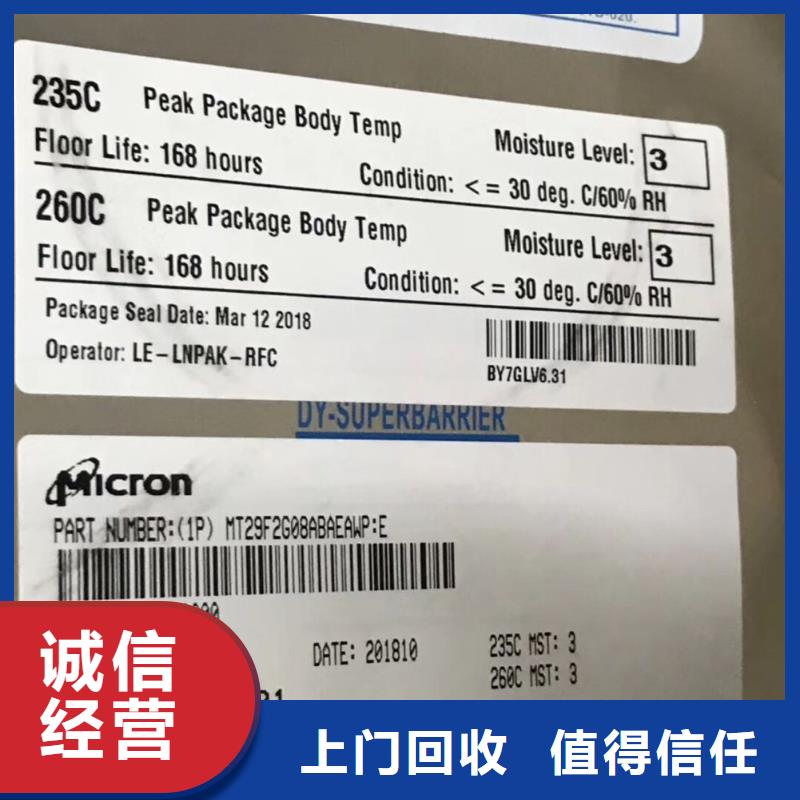 235C Peak Package Body Temp Moisture Level: 3
Floor Life: 168 hours Condition: <= 30 deg. C/60% RH
260C Peak Package Body Temp Moisture Level: 3
Floor Life: 168 hours Condition: <= 30 deg. C/60% RH
Package Seal Date: Mar 12 2018
Operator: LE-LNPAK-RFC
BY7GLV6.31
DY-SUPERBARRIER
Micron
PART NUMBER:(1P) MT29F2G08ABAEAWP:E
DATE: 201810 235C MST: 3
260C MST: 3
诚信
经营
上门回收 值得信任